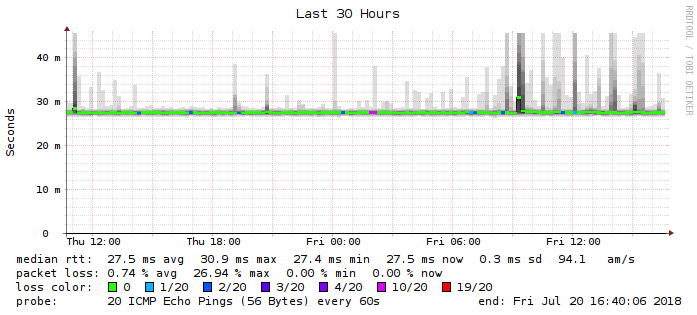 Last 30 Hours
RRDTOOL / TOBI OETIKER
Seconds
40 m
30 m
20 m
10 m
0
Thu 12:00 Thu 18:00 Fri 00:00 Fri 06:00 Fri 12:00
median rtt: 27.5 ms avg 30.9 ms max 27.4 ms min 27.5 ms now 0.3 ms sd 94.1 am/s
packet loss: 0.74 % avg 26.94 % max 0.00 % min 0.00 % now
loss color: 0 1/20 2/20 3/20 4/20 10/20 19/20
probe: 20 ICMP Echo Pings (56 Bytes) every 60s end: Fri Jul 20 16:40:06 2018